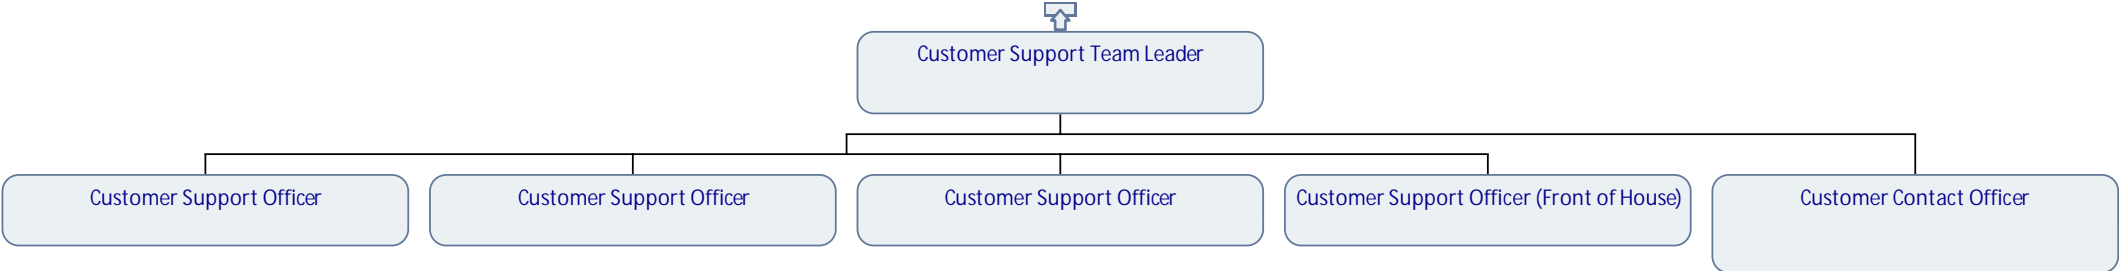 Customer Support Team Leader
Customer Support Officer
Customer Support Officer
Customer Support Officer
Customer Support Officer (Front of House)
Customer Contact Officer